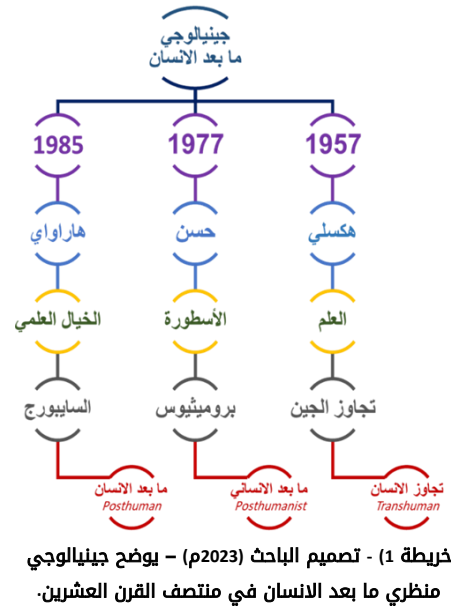 جينيالوجي
ما بعد الانسان
1957
1977
1985
هكسلي
حسن
هاراواي
العلم
الأسطورة
الخيال العلمي
تجاوز الجين
بروميثيوس
السايبورج
تجاوز الانسان
Transhuman
ما بعد الانساني
Posthumanist
ما بعد الانسان
Posthuman
خريطة 1) - تصميم الباحث (2023م) – يوضح جينيالوجي
منظري ما بعد الانسان في منتصف القرن العشرين.